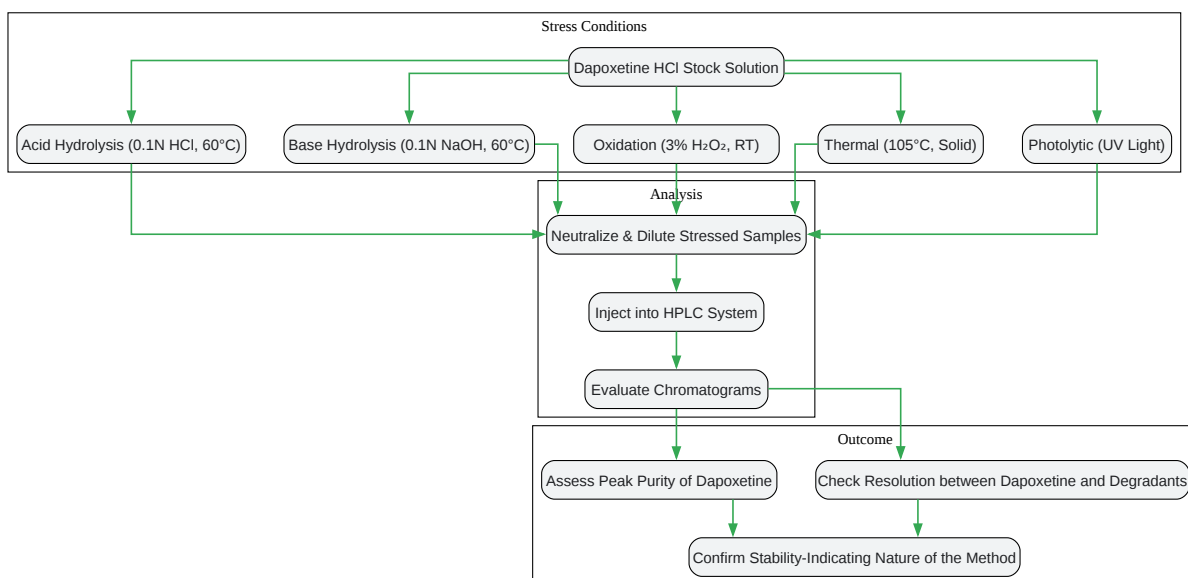 Stress Conditions
Dapoxetine HCl Stock Solution
Acid Hydrolysis (0.1N HCl, 60°C)
Base Hydrolysis (0.1N NaOH, 60°C)
Oxidation (3% H₂O₂, RT)
Thermal (105°C, Solid)
Photolytic (UV Light)
Analysis
Neutralize & Dilute Stressed Samples
Inject into HPLC System
Evaluate Chromatograms
Outcome
Assess Peak Purity of Dapoxetine
Check Resolution between Dapoxetine and Degradants
Confirm Stability-Indicating Nature of the Method